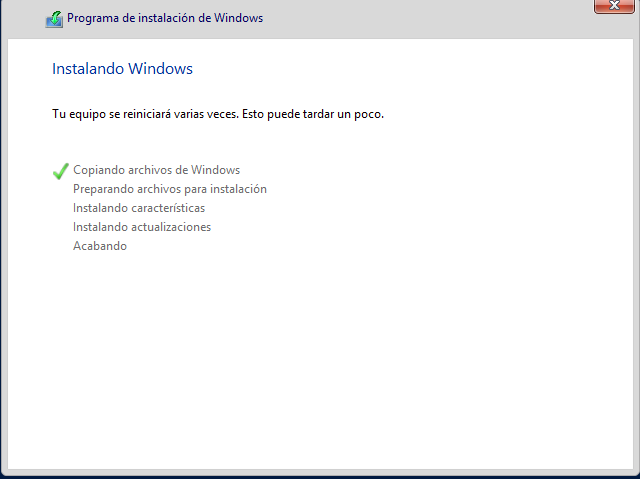 Programa de instalación de Windows
Instalando Windows
Tu equipo se reiniciará varias veces. Esto puede tardar un poco.
Copiando archivos de Windows
Preparando archivos para instalación
Instalando características
Instalando actualizaciones
Acabando